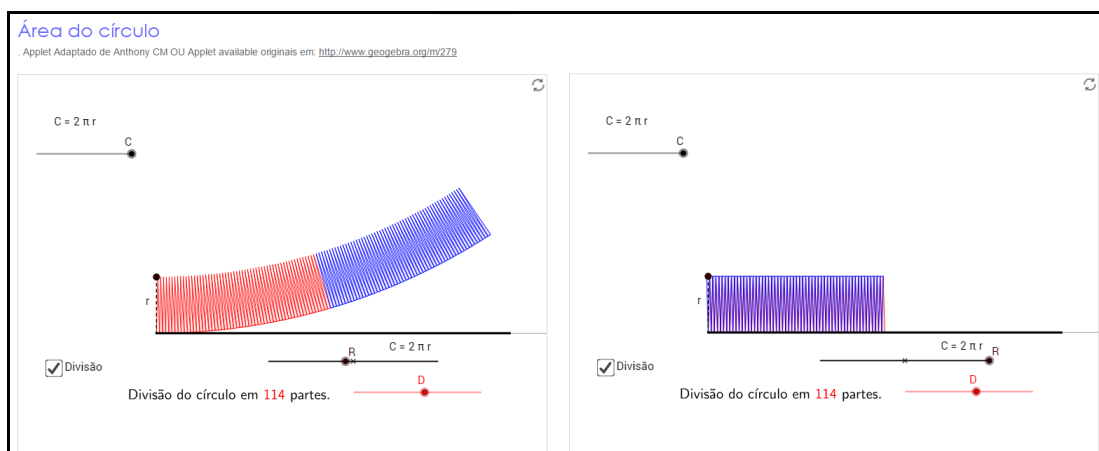 Área do círculo
. Applet Adaptado de Anthony CM OU Applet available originais em: http://www.geogebra.org/m/279
C = 2 π r
C
r
C = 2 π r
R
Divisão
D
Divisão do círculo em 114 partes.
C = 2 π r
C
r
C = 2 π r
R
Divisão
D
Divisão do círculo em 114 partes.